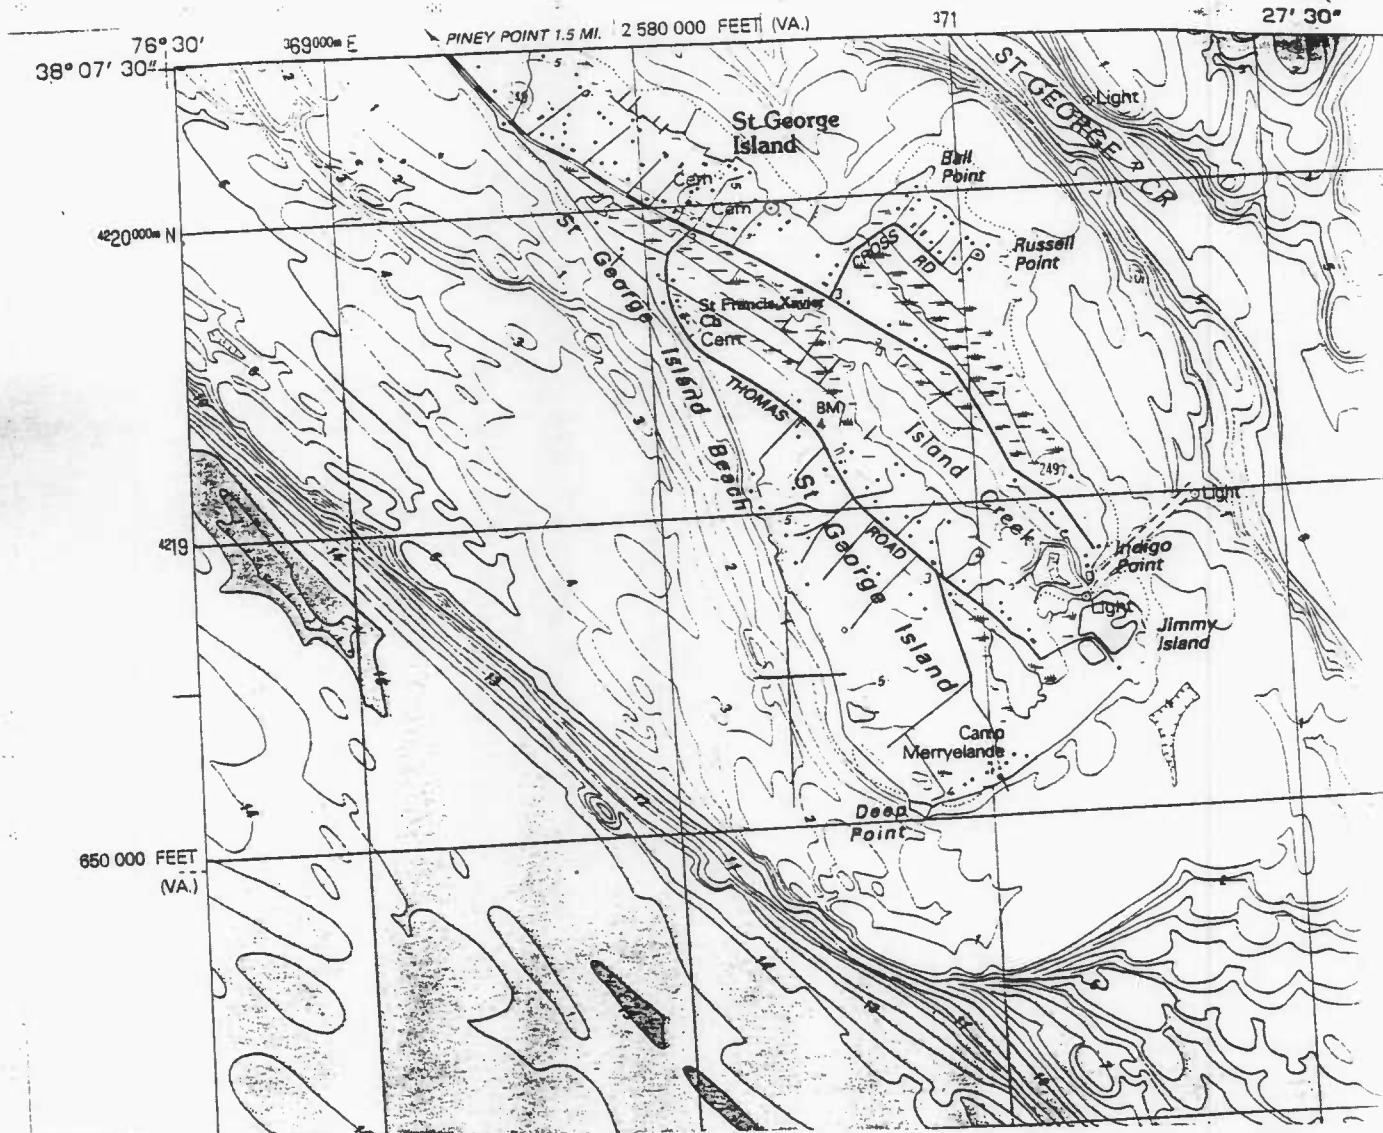 76°30'
³69000m E
PINEY POINT 1.5 MI.
2 580 000 FEET (VA.)
³71
27' 30"
38° 07' 30"
ST GEORGE CR
Light
St George
Island
Ball
Point
Cem
Cem
⁴²20000m N
Russell
Point
CROSS
RD
St George Island Beach
St Francis Xavier
Ch
Cem
THOMAS
ROAD
BM
4
Island
Creek
2497
Light
St George Island
⁴²19
Indigo
Point
Light
Jimmy
Island
Camp
Merryelande
Deep
Point
650 000 FEET
(VA.)